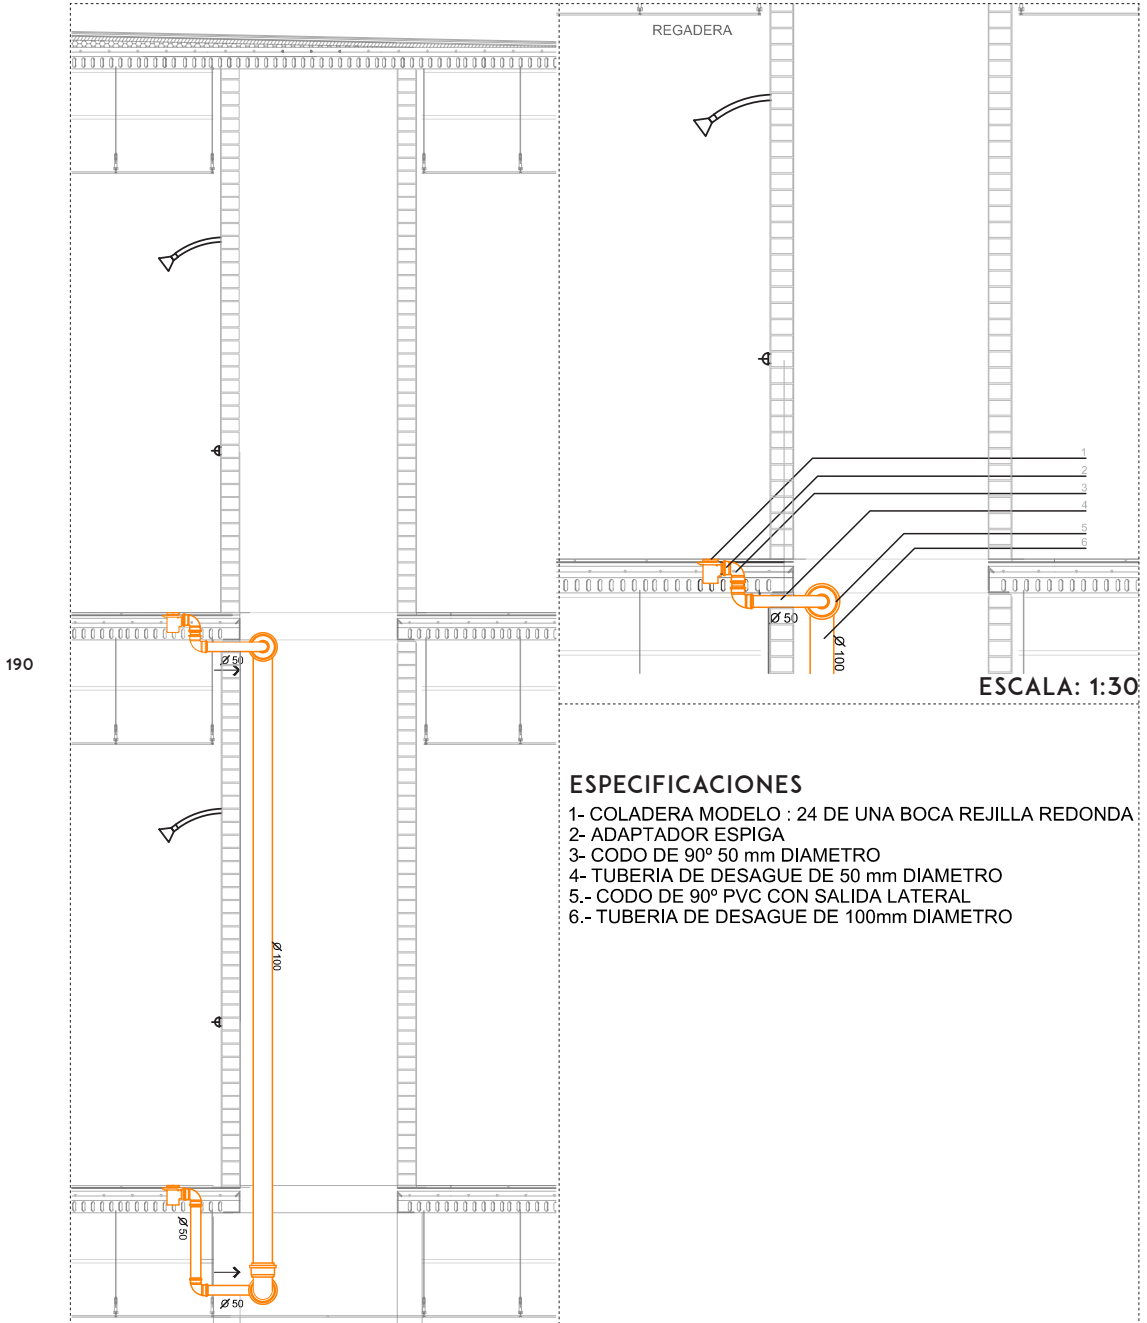 REGADERA
1
2
3
4
5
6
Ø 50
Ø 100
ESCALA: 1:30
190
Ø 50
Ø 100
Ø 50
Ø 50
ESPECIFICACIONES
1- COLADERA MODELO : 24 DE UNA BOCA REJILLA REDONDA
2- ADAPTADOR ESPIGA
3- CODO DE 90º 50 mm DIAMETRO
4- TUBERIA DE DESAGUE DE 50 mm DIAMETRO
5.- CODO DE 90º PVC CON SALIDA LATERAL
6.- TUBERIA DE DESAGUE DE 100mm DIAMETRO